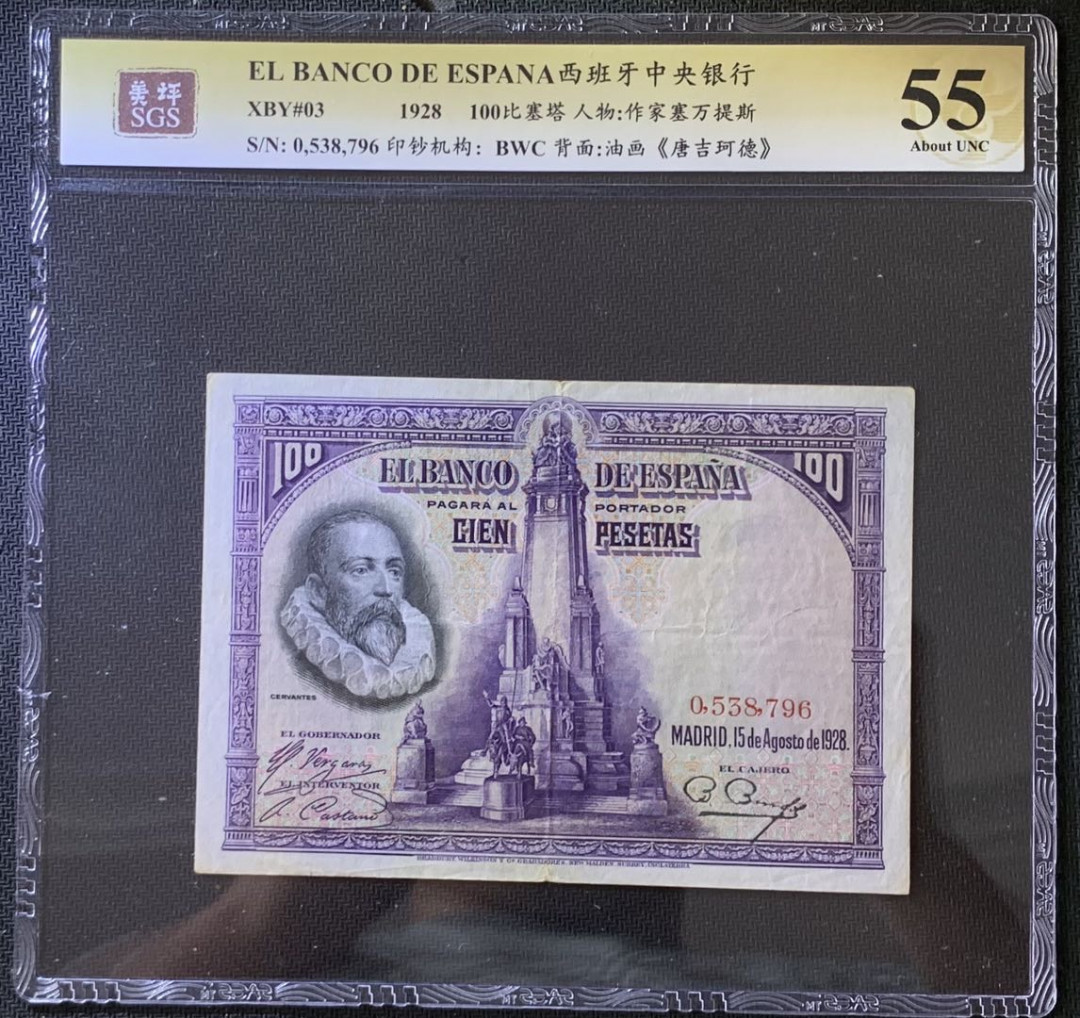 美坪
SGS
EL BANCO DE ESPANA西班牙中央银行
XBY#03 1928 100比塞塔 人物:作家塞万提斯
S/N: 0,538,796 印钞机构: BWC 背面:油画《唐吉珂德》
55
About UNC
100 100
EL BANCO DE ESPAÑA
PAGARÁ AL PORTADOR
CIEN PESETAS
CERVANTES
0,538,796
MADRID, 15 de Agosto de 1928.
EL GOBERNADOR
EL CAJERO
EL INTERVENTOR